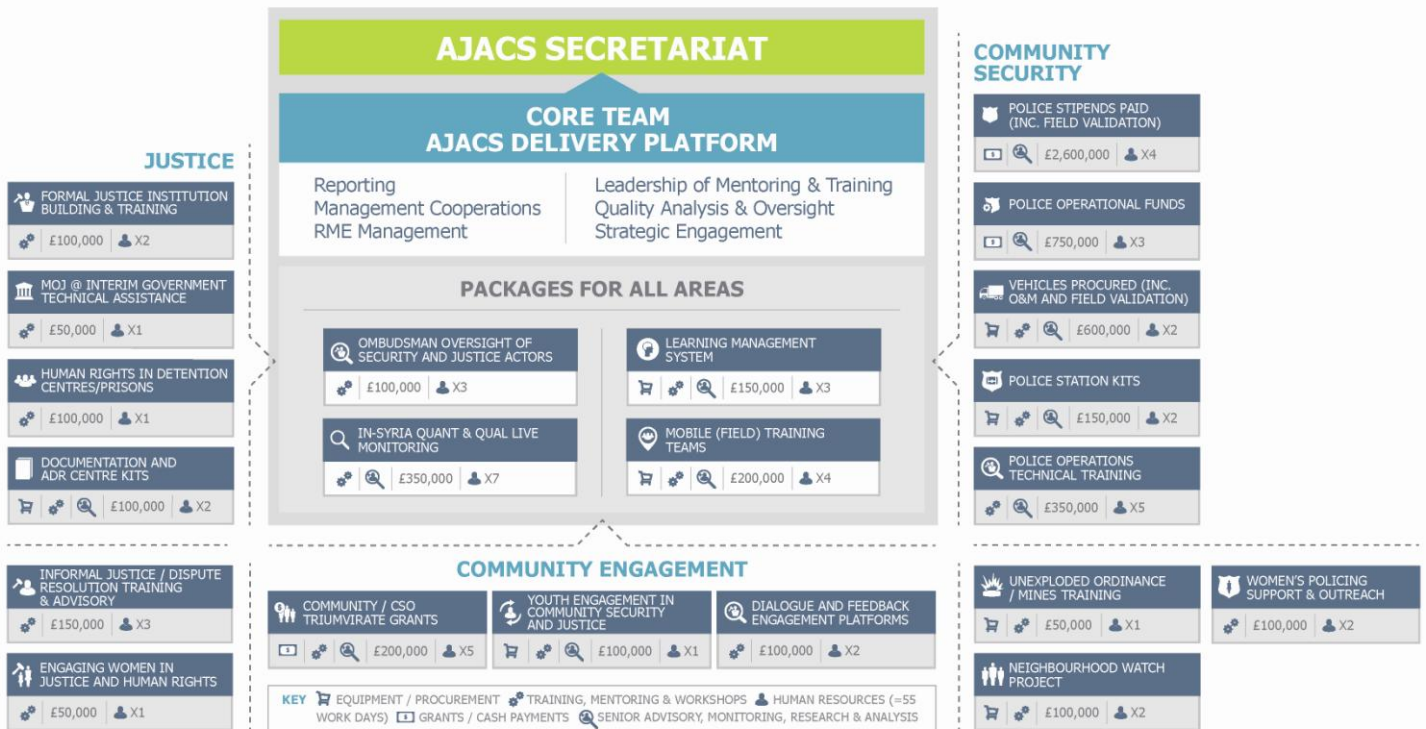 AJACS SECRETARIAT
CORE TEAM
AJACS DELIVERY PLATFORM
Reporting
Management Cooperations
RME Management
Leadership of Mentoring & Training
Quality Analysis & Oversight
Strategic Engagement
PACKAGES FOR ALL AREAS
OMBUDSMAN OVERSIGHT OF
SECURITY AND JUSTICE ACTORS
£100,000 X3
LEARNING MANAGEMENT
SYSTEM
£150,000 X3
IN-SYRIA QUANT & QUAL LIVE
MONITORING
£350,000 X7
MOBILE (FIELD) TRAINING
TEAMS
£200,000 X4
JUSTICE
FORMAL JUSTICE INSTITUTION
BUILDING & TRAINING
£100,000 X2
MOJ @ INTERIM GOVERNMENT
TECHNICAL ASSISTANCE
£50,000 X1
HUMAN RIGHTS IN DETENTION
CENTRES/PRISONS
£100,000 X1
DOCUMENTATION AND
ADR CENTRE KITS
£100,000 X2
INFORMAL JUSTICE / DISPUTE
RESOLUTION TRAINING
& ADVISORY
£150,000 X3
ENGAGING WOMEN IN
JUSTICE AND HUMAN RIGHTS
£50,000 X1
COMMUNITY ENGAGEMENT
COMMUNITY / CSO
TRIUMVIRATE GRANTS
£200,000 X5
YOUTH ENGAGEMENT IN
COMMUNITY SECURITY
AND JUSTICE
£100,000 X1
DIALOGUE AND FEEDBACK
ENGAGEMENT PLATFORMS
£100,000 X2
KEY EQUIPMENT / PROCUREMENT TRAINING, MENTORING & WORKSHOPS HUMAN RESOURCES (=55
WORK DAYS) GRANTS / CASH PAYMENTS SENIOR ADVISORY, MONITORING, RESEARCH & ANALYSIS
COMMUNITY
SECURITY
POLICE STIPENDS PAID
(INC. FIELD VALIDATION)
£2,600,000 X4
POLICE OPERATIONAL FUNDS
£750,000 X3
VEHICLES PROCURED (INC.
O&M AND FIELD VALIDATION)
£600,000 X2
POLICE STATION KITS
£150,000 X2
POLICE OPERATIONS
TECHNICAL TRAINING
£350,000 X5
UNEXPLODED ORDINANCE
/ MINES TRAINING
£50,000 X1
WOMEN'S POLICING
SUPPORT & OUTREACH
£100,000 X2
NEIGHBOURHOOD WATCH
PROJECT
£100,000 X2